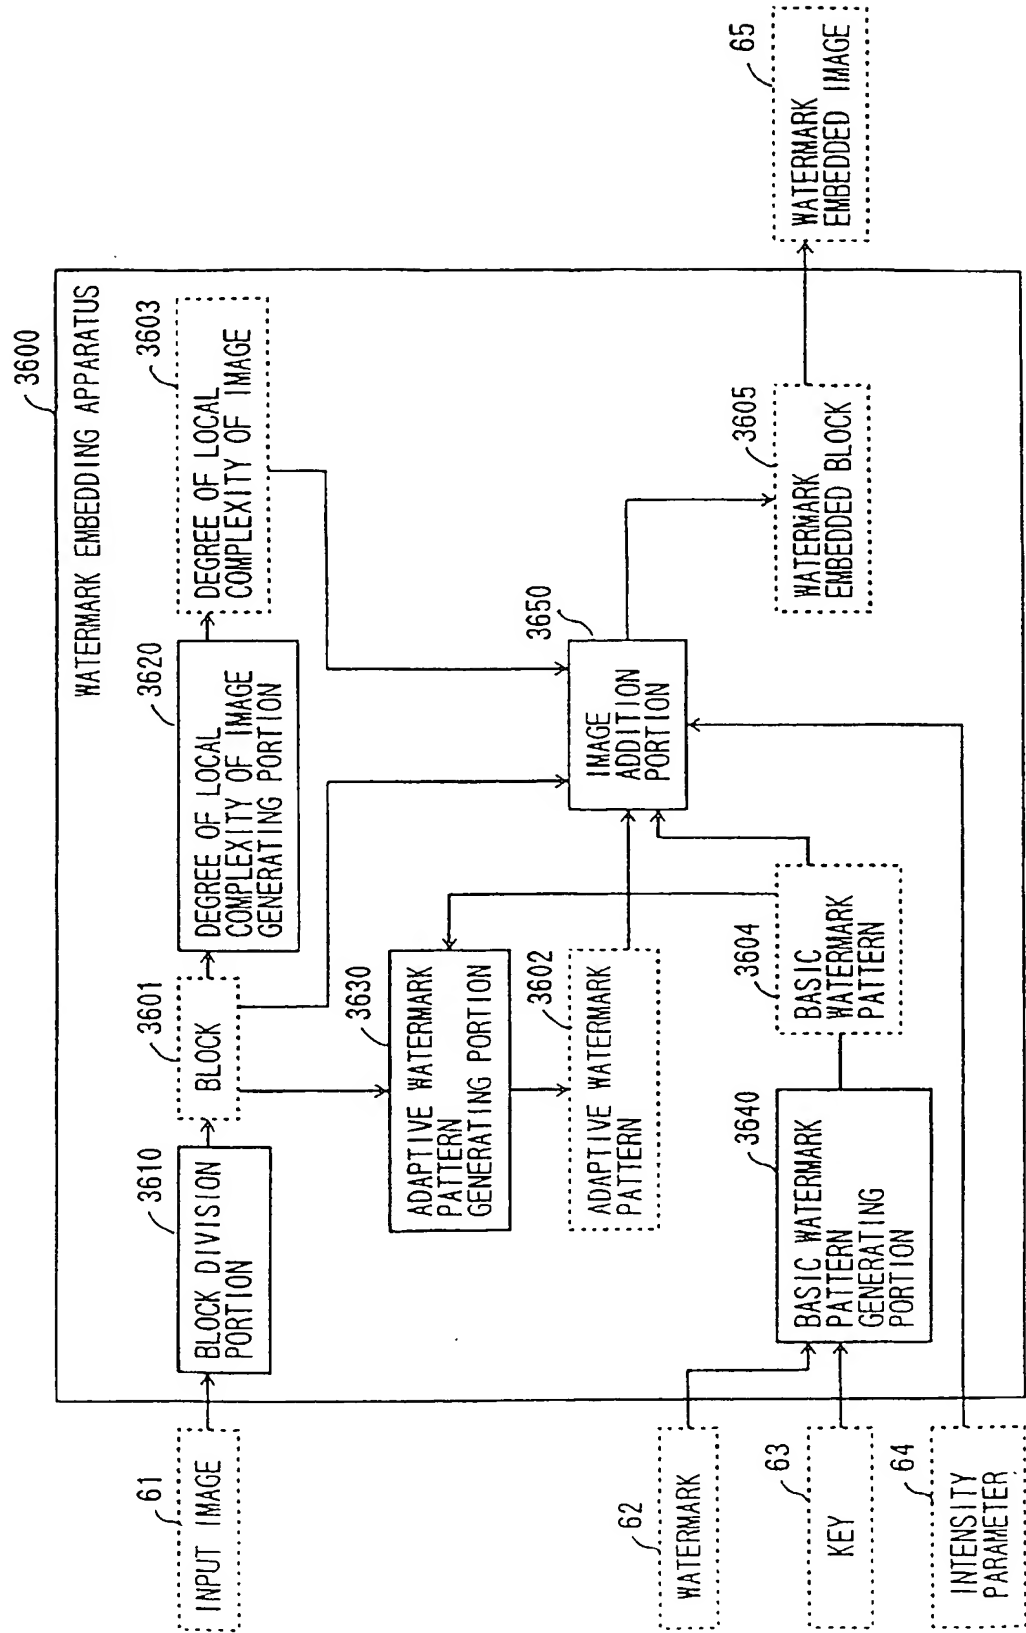 3600
WATERMARK EMBEDDING APPARATUS
61
INPUT IMAGE
3610
BLOCK DIVISION
PORTION
3601
BLOCK
3620
DEGREE OF LOCAL
COMPLEXITY OF IMAGE
GENERATING PORTION
3603
DEGREE OF LOCAL
COMPLEXITY OF IMAGE
3630
ADAPTIVE WATERMARK
PATTERN
GENERATING PORTION
3602
ADAPTIVE WATERMARK
PATTERN
3650
IMAGE
ADDITION
PORTION
62
WATERMARK
63
KEY
64
INTENSITY
PARAMETER
3640
BASIC WATERMARK
PATTERN
GENERATING
PORTION
3604
BASIC
WATERMARK
PATTERN
3605
WATERMARK
EMBEDDED BLOCK
65
WATERMARK
EMBEDDED IMAGE